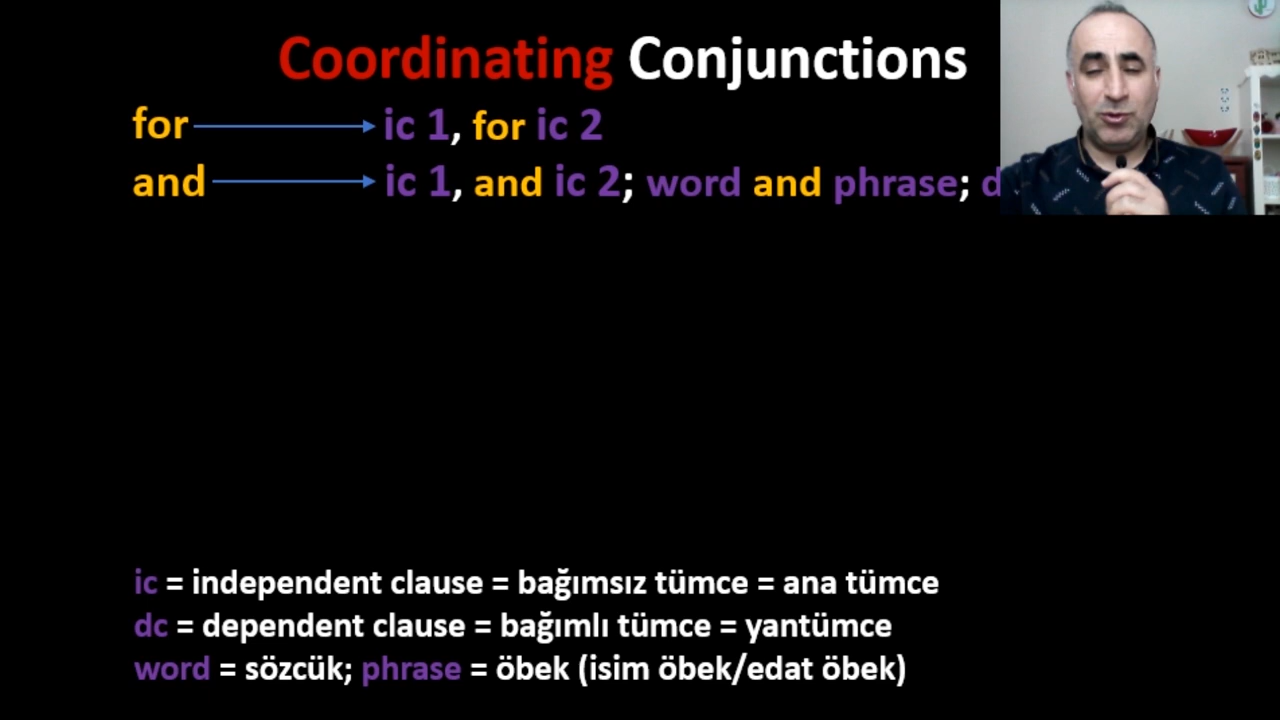 Coordinating Conjunctions
for ic 1, for ic 2
and ic 1, and ic 2; word and phrase; d
ic = independent clause = bağımsız tümce = ana tümce
dc = dependent clause = bağımlı tümce = yantümce
word = sözcük; phrase = öbek (isim öbek/edat öbek)